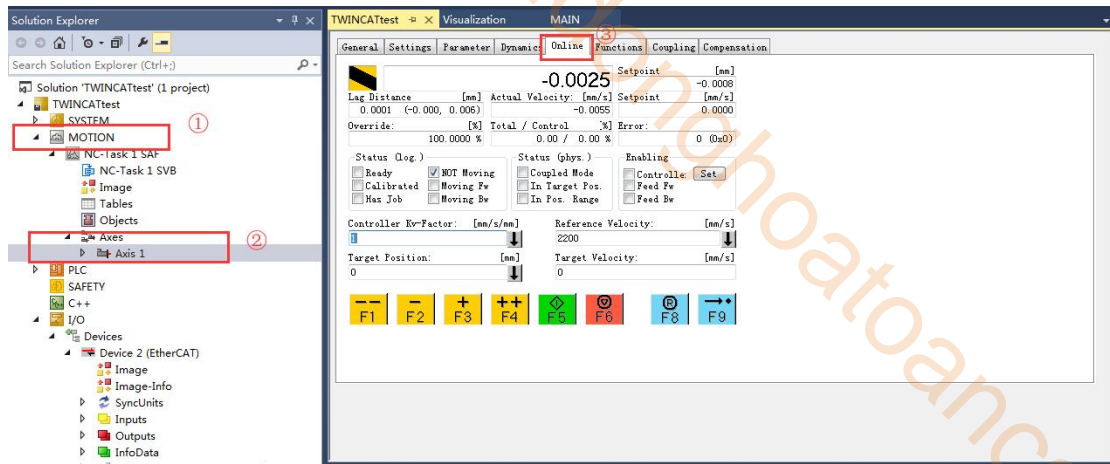 Solution Explorer
Search Solution Explorer (Ctrl+;)
Solution 'TWINCATtest' (1 project)
TWINCATtest
SYSTEM
①
MOTION
NC-Task 1 SAF
NC-Task 1 SVB
Image
Tables
Objects
Axes
②
Axis 1
PLC
SAFETY
C++
I/O
Devices
Device 2 (EtherCAT)
Image
Image-Info
SyncUnits
Inputs
Outputs
InfoData
TWINCATtest Visualization MAIN
③
General Settings Parameter Dynamics Online Functions Coupling Compensation
-0.0025 Setpoint [mm]
-0.0008
Lag Distance [mm] Actual Velocity: [mm/s] Setpoint [mm/s]
0.0001 (-0.000, 0.006) -0.0055 0.0000
Override: [%] Total / Control [%] Error:
100.0000 % 0.00 / 0.00 % 0 (0x0)
Status (log.) Status (phys.) Enabling
Ready NOT Moving Coupled Mode Controlle: Set
Calibrated Moving Fw In Target Pos. Feed Fw
Has Job Moving Bw In Pos. Range Feed Bw
Controller Kv-Factor: [mm/s/mm] Reference Velocity: [mm/s]
1 2200
Target Position: [mm] Target Velocity: [mm/s]
0 0
-- - + ++ R
F1 F2 F3 F4 F5 F6 F8 F9